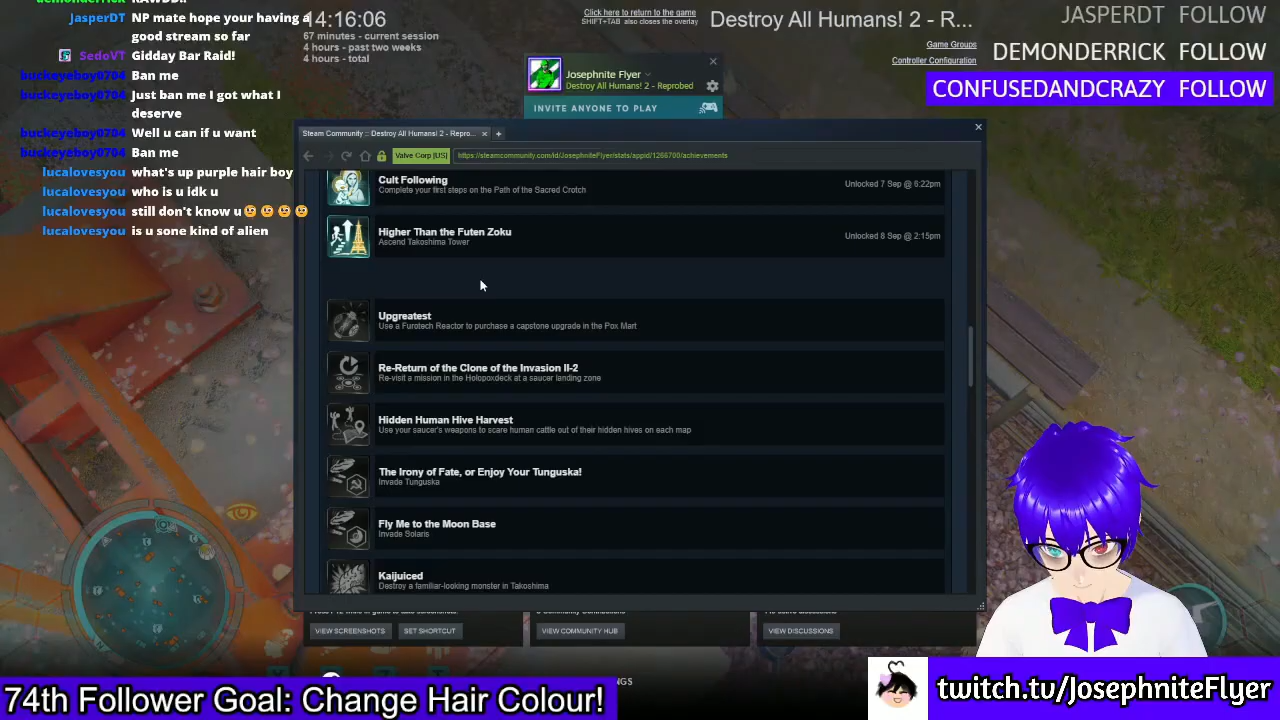 RAWDD!!
JasperDT NP mate hope your having a
good stream so far
SedoVT Gidday Bar Raid!
buckeyeboy0704 Ban me
buckeyeboy0704 Just ban me I got what I
deserve
buckeyeboy0704 Well u can if u want
buckeyeboy0704 Ban me
lucalovesyou what's up purple hair boy
lucalovesyou who is u idk u
lucalovesyou still don't know u
lucalovesyou is u sone kind of alien
14:16:06
67 minutes - current session
4 hours - past two weeks
4 hours - total
Click here to return to the game
SHIFT+TAB also closes the overlay
Destroy All Humans! 2 - R...
Game Groups
Controller Configuration
JASPERDT FOLLOW
DEMONDERRICK FOLLOW
CONFUSEDANDCRAZY FOLLOW
Josephnite Flyer
Destroy All Humans! 2 - Reprobed
INVITE ANYONE TO PLAY
Steam Community :: Destroy All Humans! 2 - Repro...
Valve Corp [US]
https://steamcommunity.com/id/JosephniteFlyer/stats/appid/1266700/achievements
Cult Following
Complete your first steps on the Path of the Sacred Crotch
Unlocked 7 Sep @ 6:22pm
Higher Than the Futen Zoku
Ascend Takoshima Tower
Unlocked 8 Sep @ 2:15pm
Upgreatest
Use a Furotech Reactor to purchase a capstone upgrade in the Pox Mart
Re-Return of the Clone of the Invasion II-2
Re-visit a mission in the Holopoxdeck at a saucer landing zone
Hidden Human Hive Harvest
Use your saucer's weapons to scare human cattle out of their hidden hives on each map
The Irony of Fate, or Enjoy Your Tunguska!
Invade Tunguska
Fly Me to the Moon Base
Invade Solaris
Kaijuiced
Destroy a familiar-looking monster in Takoshima
VIEW SCREENSHOTS
SET SHORTCUT
VIEW COMMUNITY HUB
VIEW DISCUSSIONS
74th Follower Goal: Change Hair Colour!
twitch.tv/JosephniteFlyer